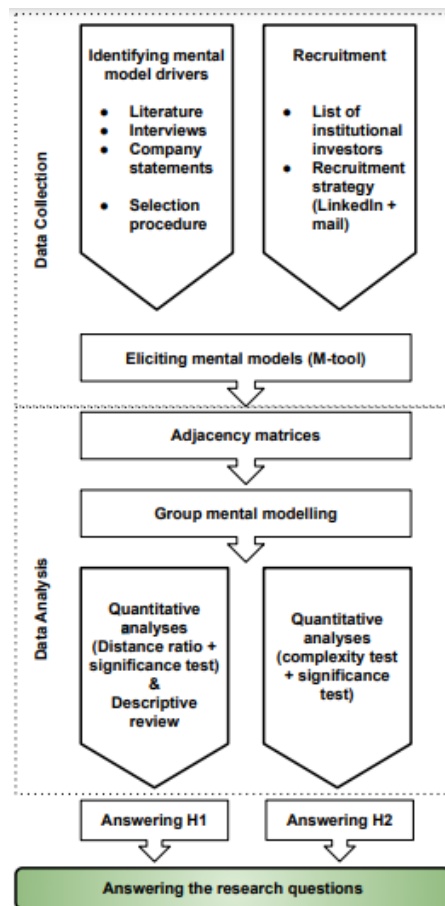 Data Collection
Identifying mental
model drivers
● Literature
● Interviews
● Company
statements
● Selection
procedure
Recruitment
● List of
institutional
investors
● Recruitment
strategy
(LinkedIn +
mail)
Eliciting mental models (M-tool)
Data Analysis
Adjacency matrices
Group mental modelling
Quantitative
analyses
(Distance ratio +
significance test)
&
Descriptive
review
Quantitative
analyses
(complexity test
+ significance
test)
Answering H1
Answering H2
Answering the research questions